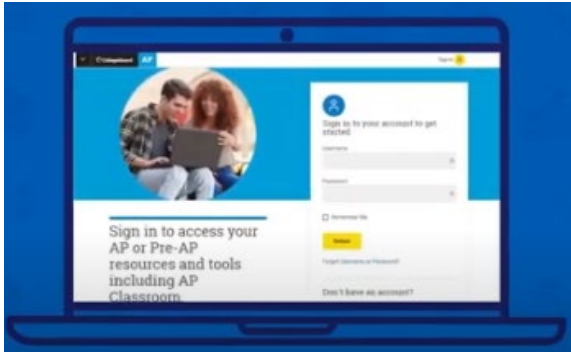 CollegeBoard AP
Sign In
Sign in to your account to get
started
Username
Password
Remember Me
Forgot Username or Password?
Don't have an account?
Sign in to access your
AP or Pre-AP
resources and tools
including AP
Classroom.